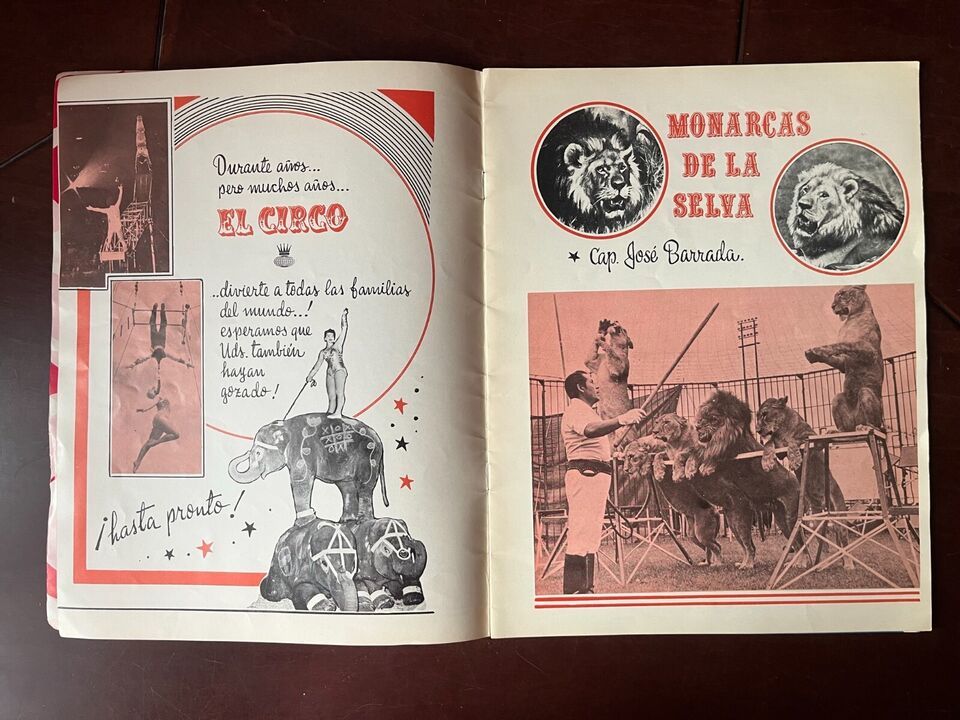 Durante años...
pero muchos años...
EL CIRCO
..divierte a todas las familias
del mundo...!
esperamos que
Uds. también
hayan
gozado!
¡hasta pronto!
MONARCAS
DE LA
SELVA
★ Cap. José Barrada.